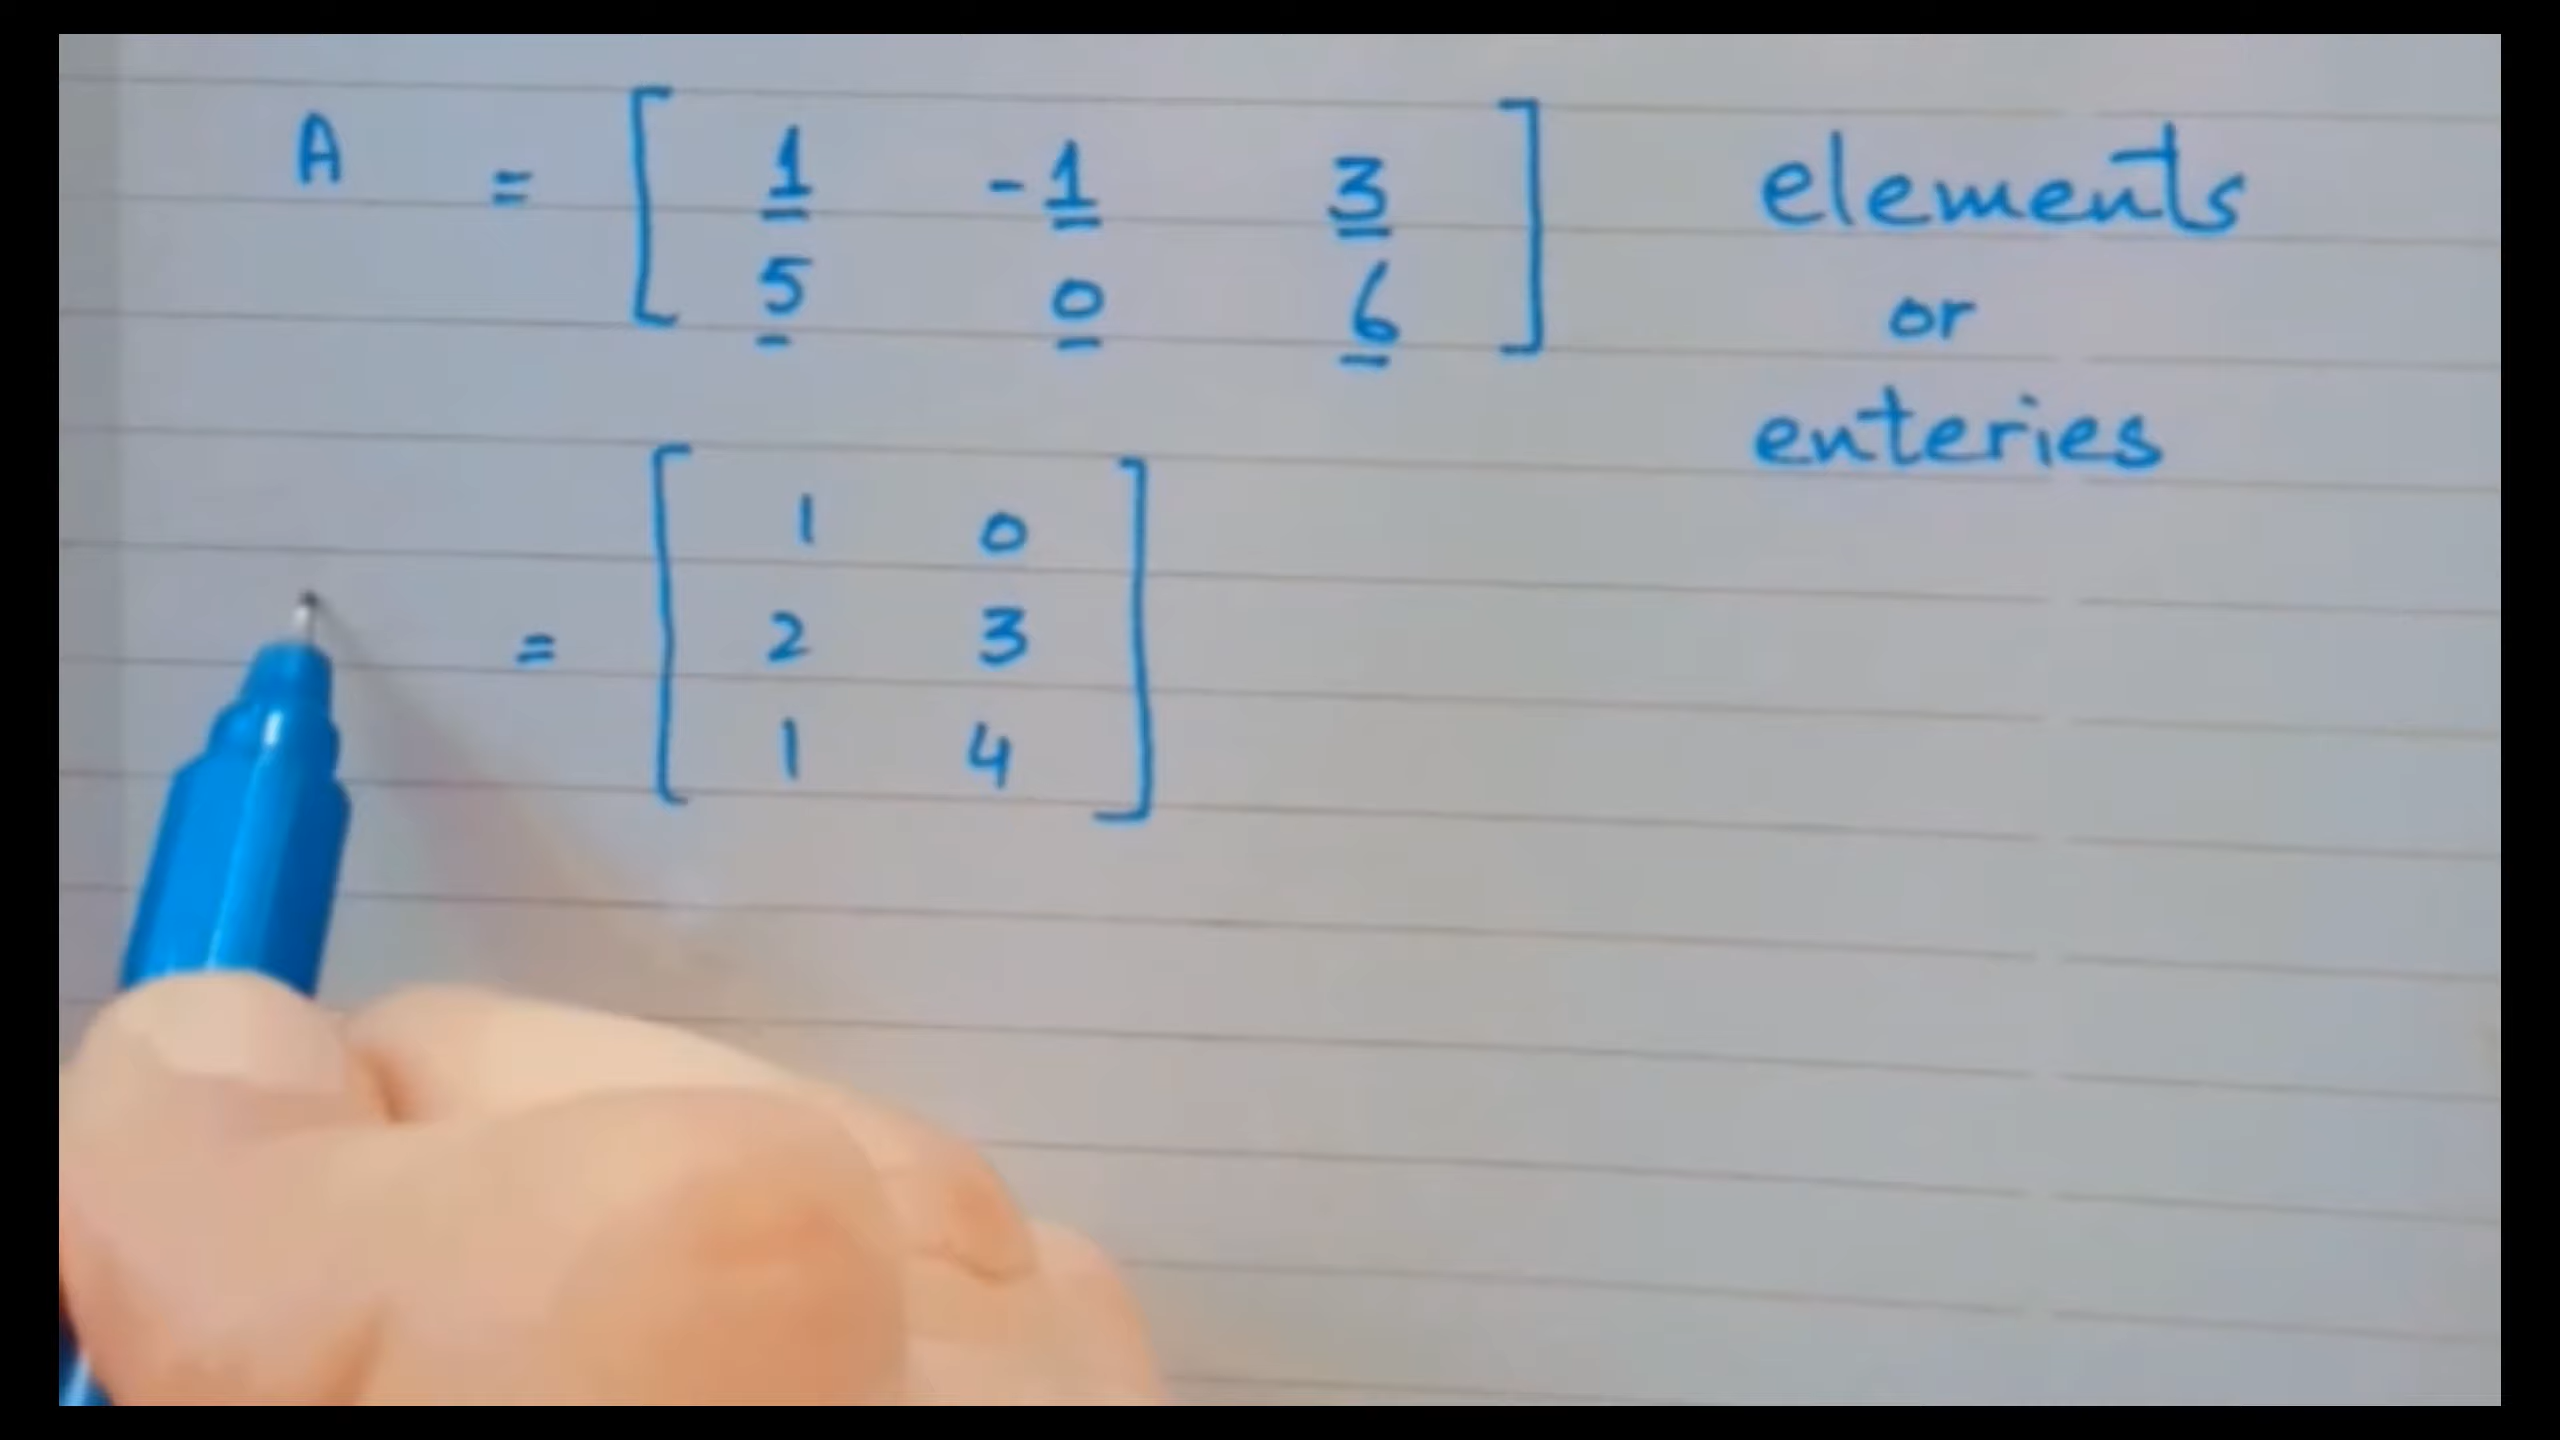 A = [ 1 -1 3
5 0 6 ]
elements
or
enteries
= [ 1 0
2 3
1 4 ]